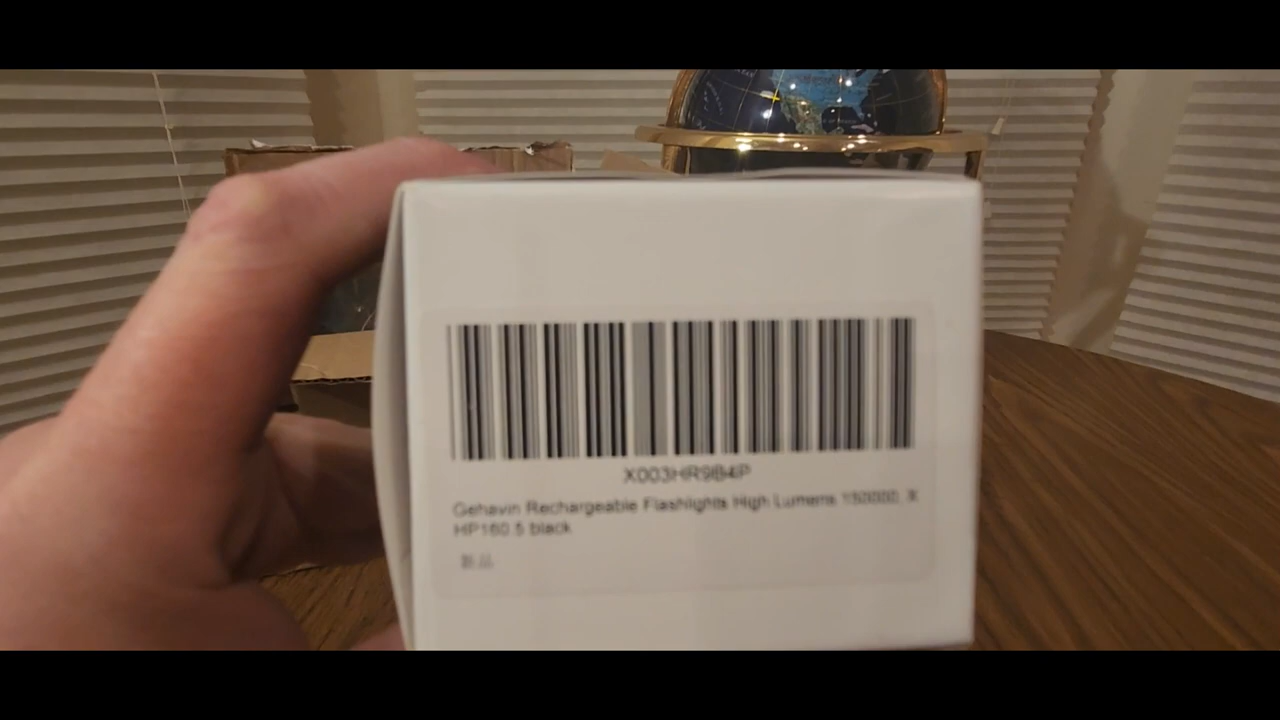 X003HR9B4P
Gehavin Rechargeable Flashlights High Lumens 150000, X
HP160.5 black
新品